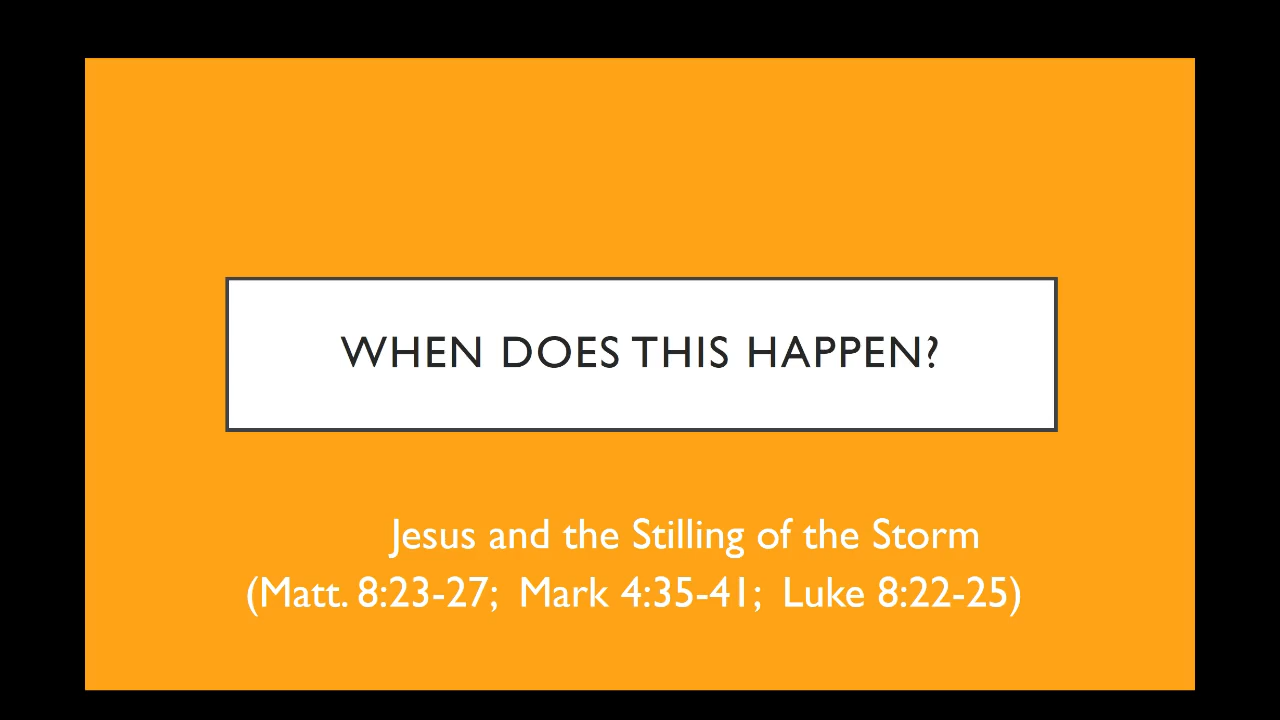 WHEN DOES THIS HAPPEN?
Jesus and the Stilling of the Storm
(Matt. 8:23-27; Mark 4:35-41; Luke 8:22-25)